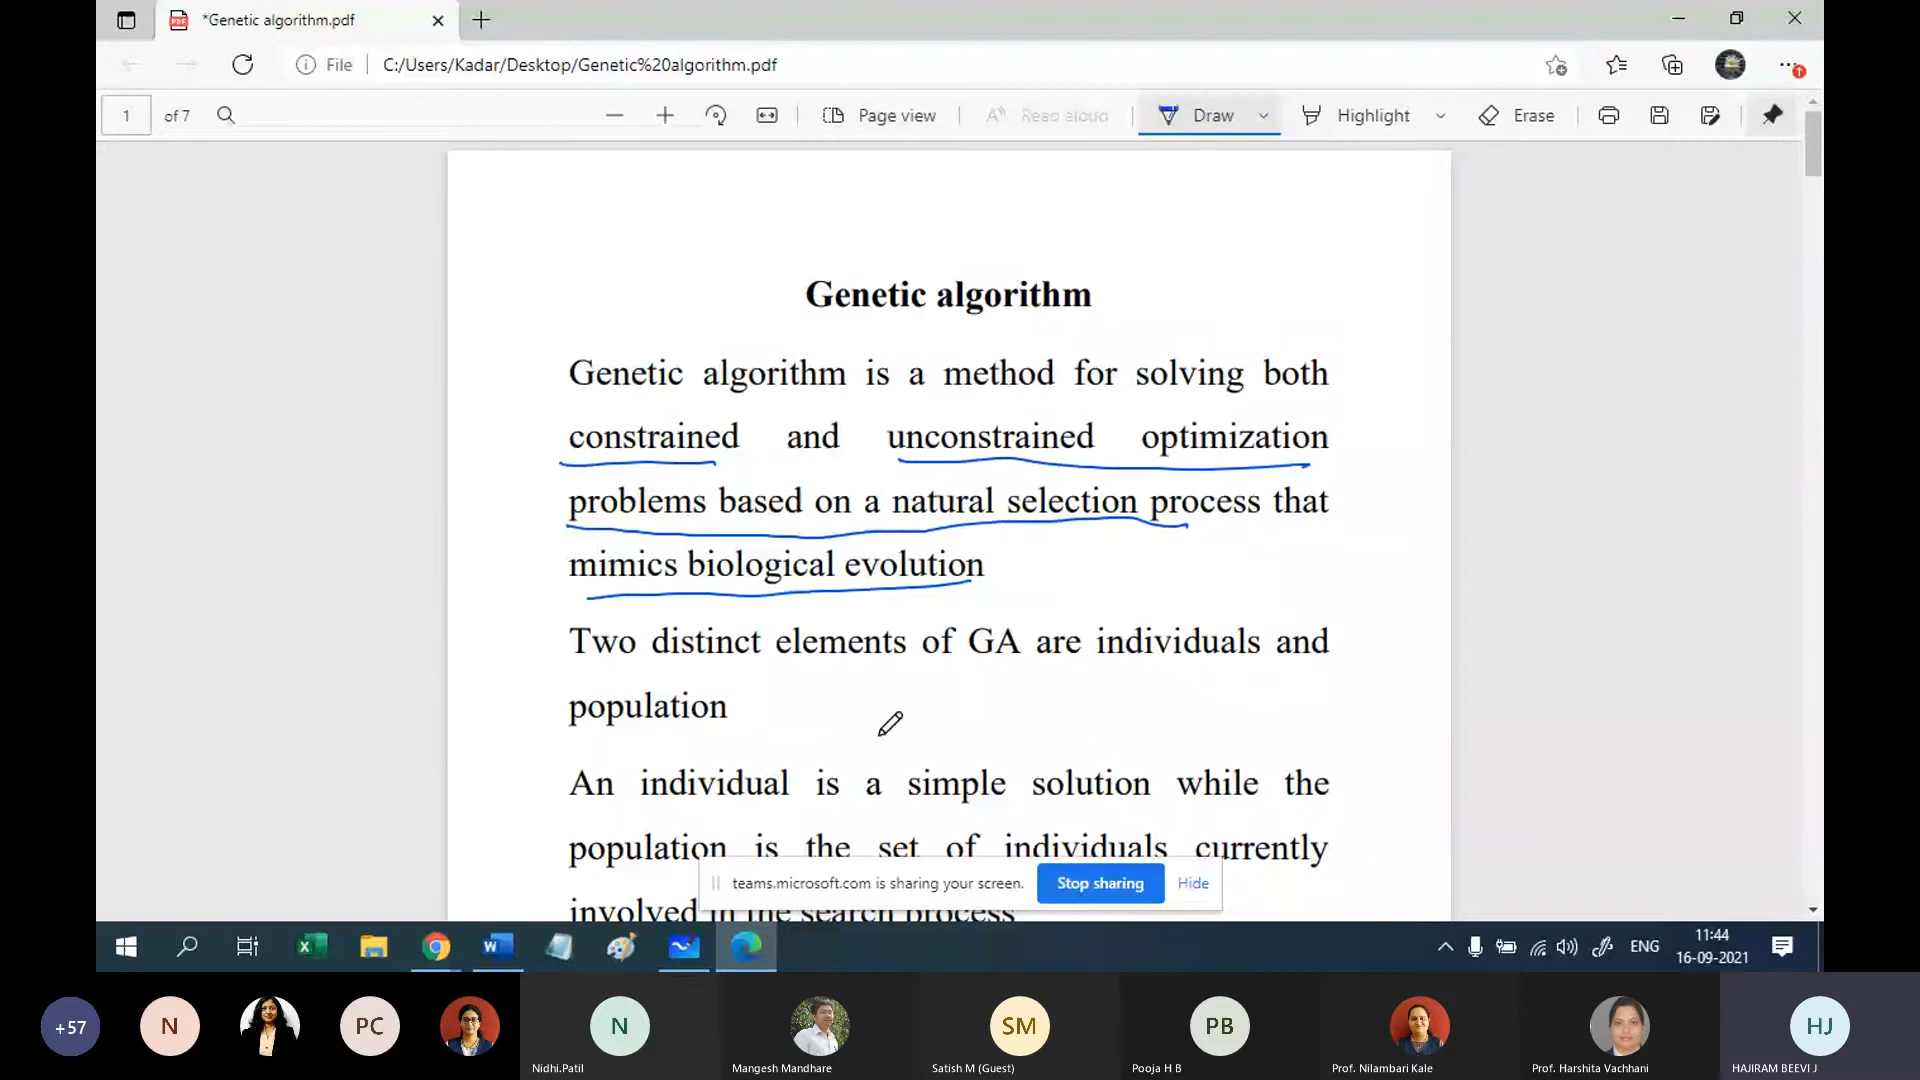 *Genetic algorithm.pdf
File
C:/Users/Kadar/Desktop/Genetic%20algorithm.pdf
1 of 7
Page view
Read aloud
Draw
Highlight
Erase
Genetic algorithm
Genetic algorithm is a method for solving both
constrained and unconstrained optimization
problems based on a natural selection process that
mimics biological evolution
Two distinct elements of GA are individuals and
population
An individual is a simple solution while the
population is the set of individuals currently
involved in the search process
teams.microsoft.com is sharing your screen.
Stop sharing
Hide
ENG
11:44
16-09-2021
+57
N
PC
N
SM
PB
HJ
Nidhi.Patil
Mangesh Mandhare
Satish M (Guest)
Pooja H B
Prof. Nilambari Kale
Prof. Harshita Vachhani
HAJIRAM BEEVI J